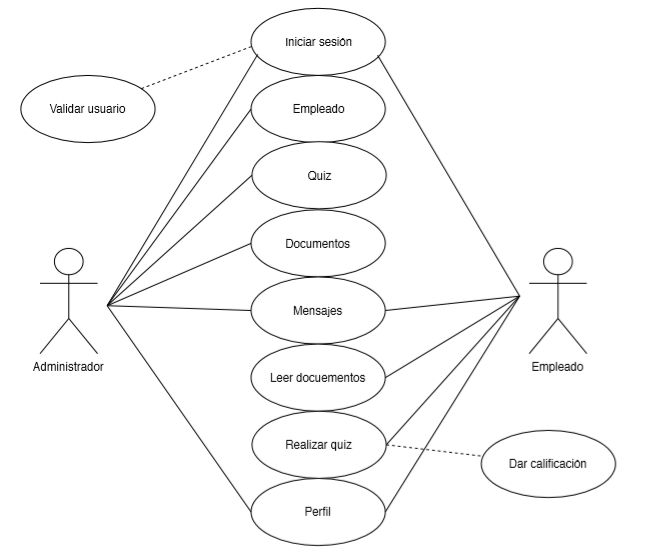 Iniciar sesión
Validar usuario
Empleado
Quiz
Documentos
Mensajes
Administrador
Empleado
Leer docuementos
Realizar quiz
Dar calificación
Perfil